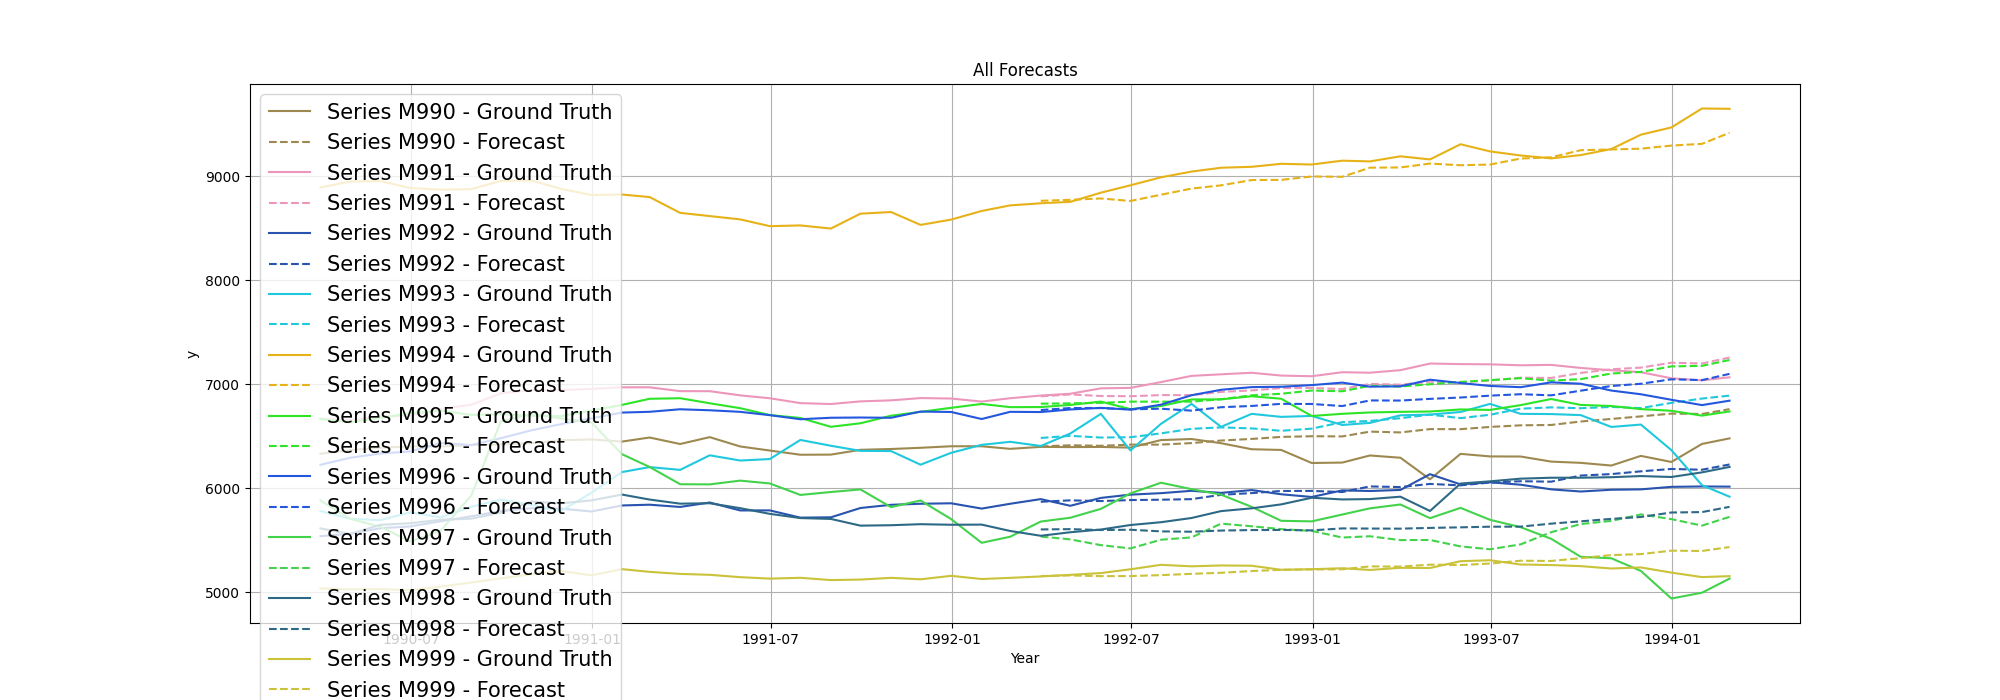 All Forecasts
Series M990 - Ground Truth
Series M990 - Forecast
Series M991 - Ground Truth
Series M991 - Forecast
Series M992 - Ground Truth
Series M992 - Forecast
Series M993 - Ground Truth
Series M993 - Forecast
Series M994 - Ground Truth
Series M994 - Forecast
Series M995 - Ground Truth
Series M995 - Forecast
Series M996 - Ground Truth
Series M996 - Forecast
Series M997 - Ground Truth
Series M997 - Forecast
Series M998 - Ground Truth
Series M998 - Forecast
Series M999 - Ground Truth
Series M999 - Forecast
y
9000
8000
7000
6000
5000
1990-07 1991-01 1991-07 1992-01 1992-07 1993-01 1993-07 1994-01
Year